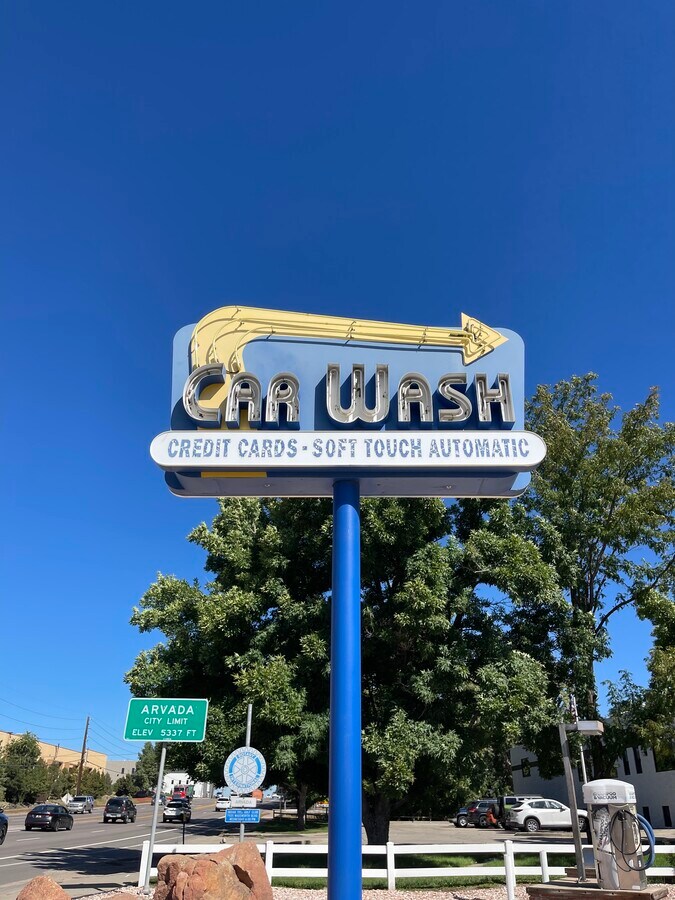 CAR WASH
CREDIT CARDS - SOFT TOUCH AUTOMATIC
ARVADA
CITY LIMIT
ELEV 5337 FT